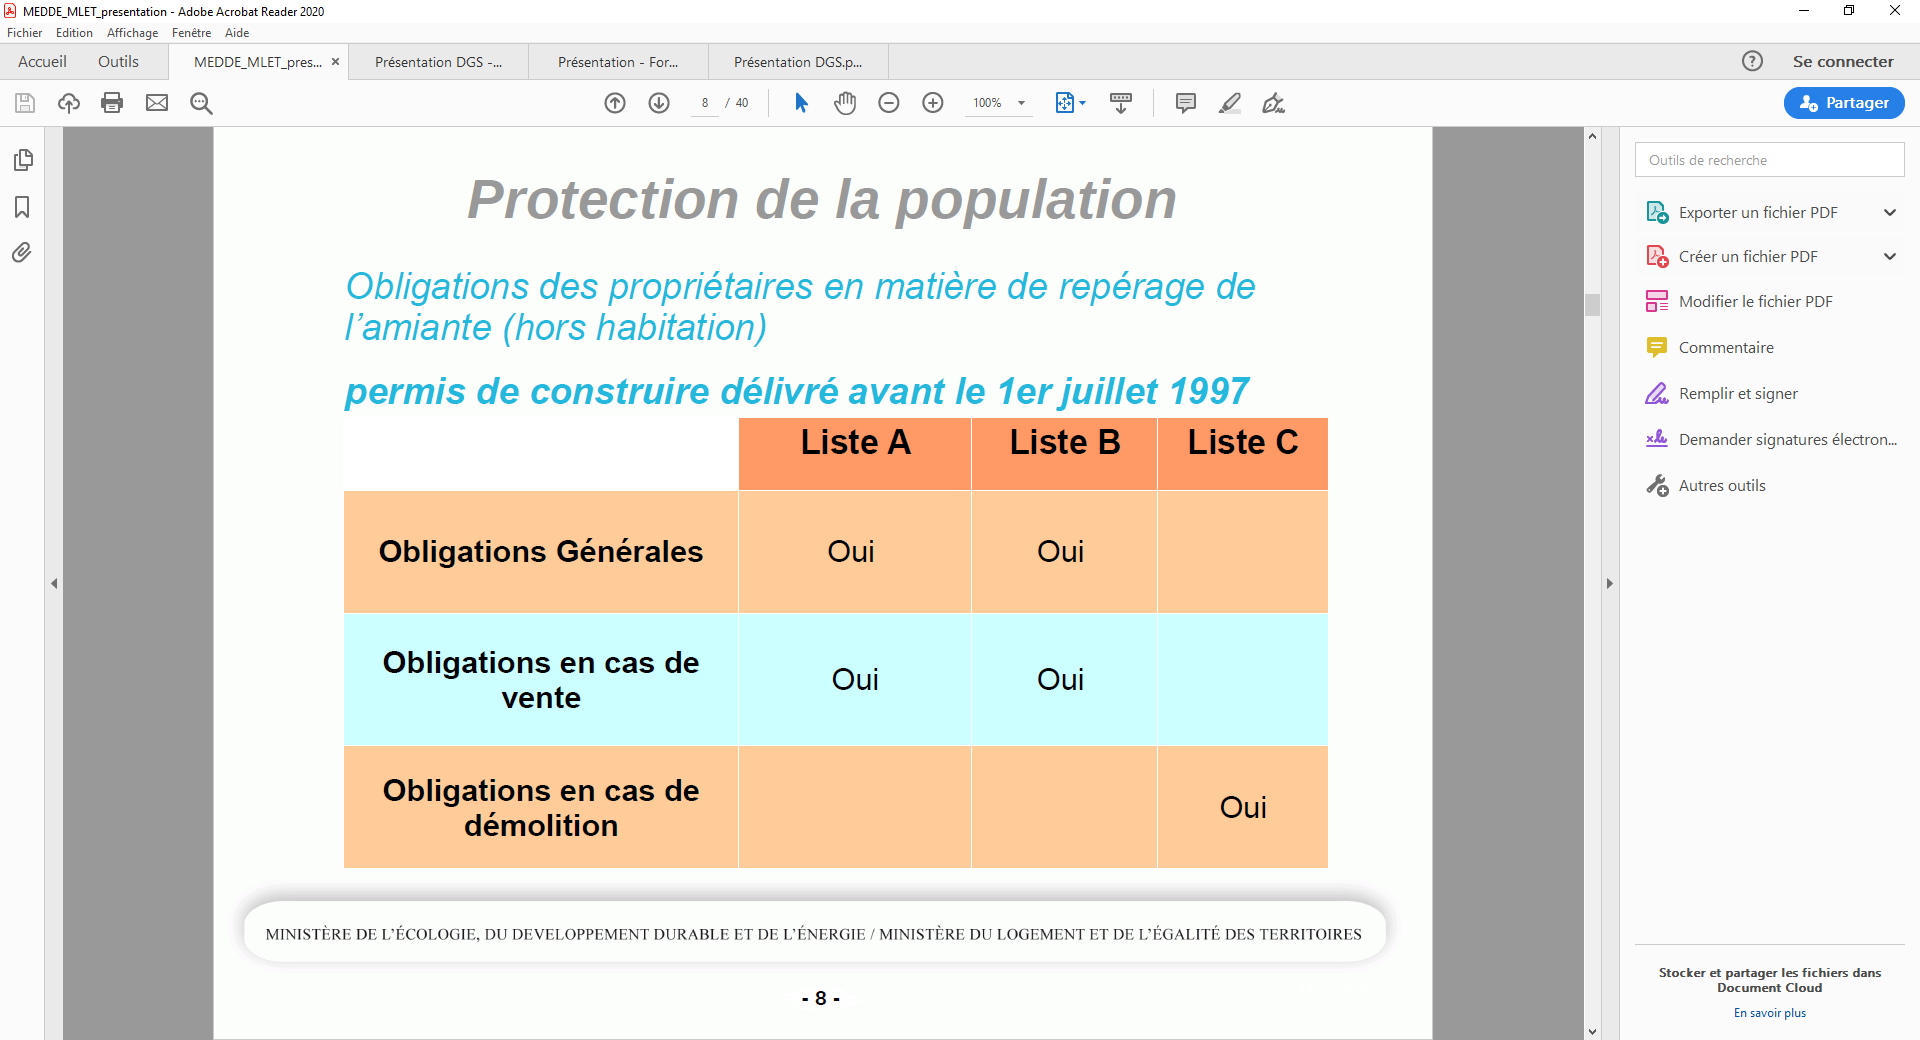 MEDDE_MLET_presentation - Adobe Acrobat Reader 2020
Fichier Edition Affichage Fenêtre Aide
Accueil Outils MEDDE_MLET_pres... × Présentation DGS -... Présentation - For... Présentation DGS.p... ? Se connecter
8 / 40 100% Partager
Protection de la population
Obligations des propriétaires en matière de repérage de
l’amiante (hors habitation)
permis de construire délivré avant le 1er juillet 1997
Liste A Liste B Liste C
Obligations Générales Oui Oui
Obligations en cas de
vente
Oui Oui
Obligations en cas de
démolition
Oui
MINISTÈRE DE L’ÉCOLOGIE, DU DEVELOPPEMENT DURABLE ET DE L’ÉNERGIE / MINISTÈRE DU LOGEMENT ET DE L’ÉGALITÉ DES TERRITOIRES
- 8 -
Outils de recherche
Exporter un fichier PDF
Créer un fichier PDF
Modifier le fichier PDF
Commentaire
Remplir et signer
Demander signatures électron...
Autres outils
Stocker et partager les fichiers dans
Document Cloud
En savoir plus